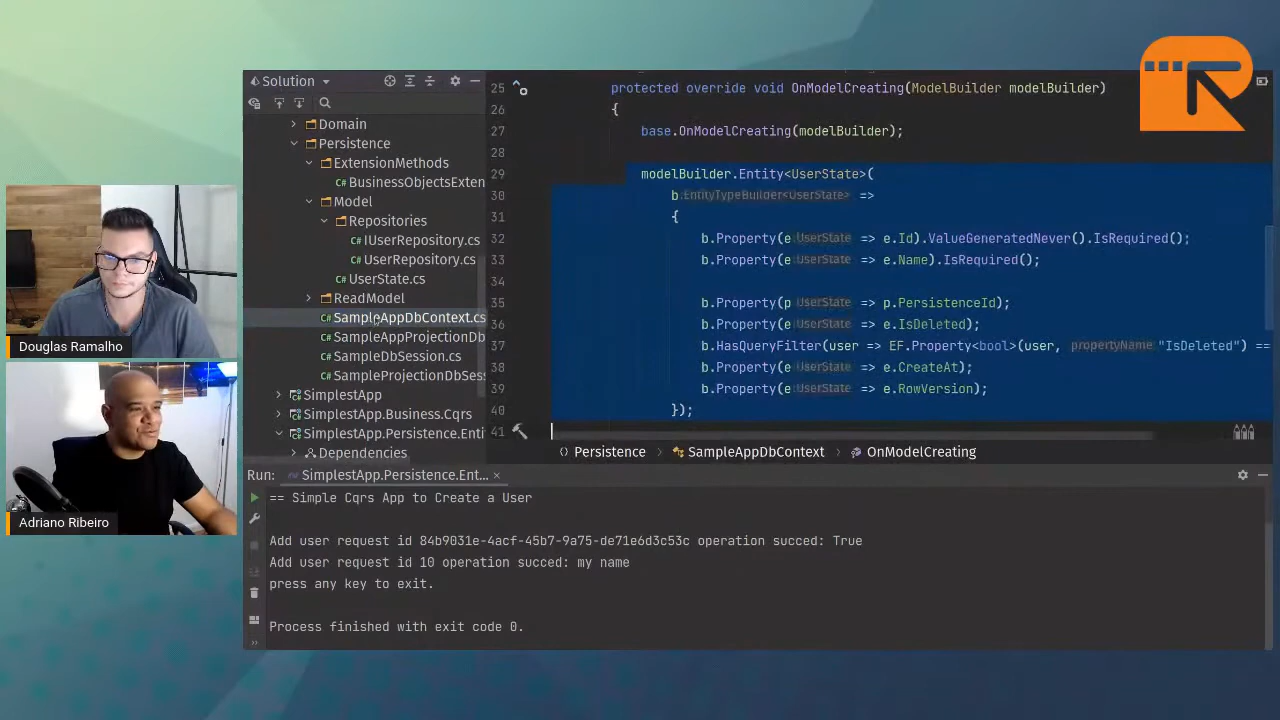 Solution
Domain
Persistence
ExtensionMethods
BusinessObjectsExten
Model
Repositories
IUserRepository.cs
UserRepository.cs
UserState.cs
ReadModel
SampleAppDbContext.cs
SampleAppProjectionDb
SampleDbSession.cs
SampleProjectionDbSess
SimplestApp
SimplestApp.Business.Cqrs
SimplestApp.Persistence.Enti
Dependencies
25 protected override void OnModelCreating(ModelBuilder modelBuilder)
26 {
27 base.OnModelCreating(modelBuilder);
28
29 modelBuilder.Entity<UserState>(
30 b:EntityTypeBuilder<UserState> =>
31 {
32 b.Property(e:UserState => e.Id).ValueGeneratedNever().IsRequired();
33 b.Property(e:UserState => e.Name).IsRequired();
34
35 b.Property(p:UserState => p.PersistenceId);
36 b.Property(e:UserState => e.IsDeleted);
37 b.HasQueryFilter(user => EF.Property<bool>(user, propertyName:"IsDeleted") ==
38 b.Property(e:UserState => e.CreateAt);
39 b.Property(e:UserState => e.RowVersion);
40 });
41
Persistence > SampleAppDbContext > OnModelCreating
Run: SimplestApp.Persistence.Ent... ×
== Simple Cqrs App to Create a User
Add user request id 84b9031e-4acf-45b7-9a75-de71e6d3c53c operation succed: True
Add user request id 10 operation succed: my name
press any key to exit.
Process finished with exit code 0.
Douglas Ramalho
Adriano Ribeiro